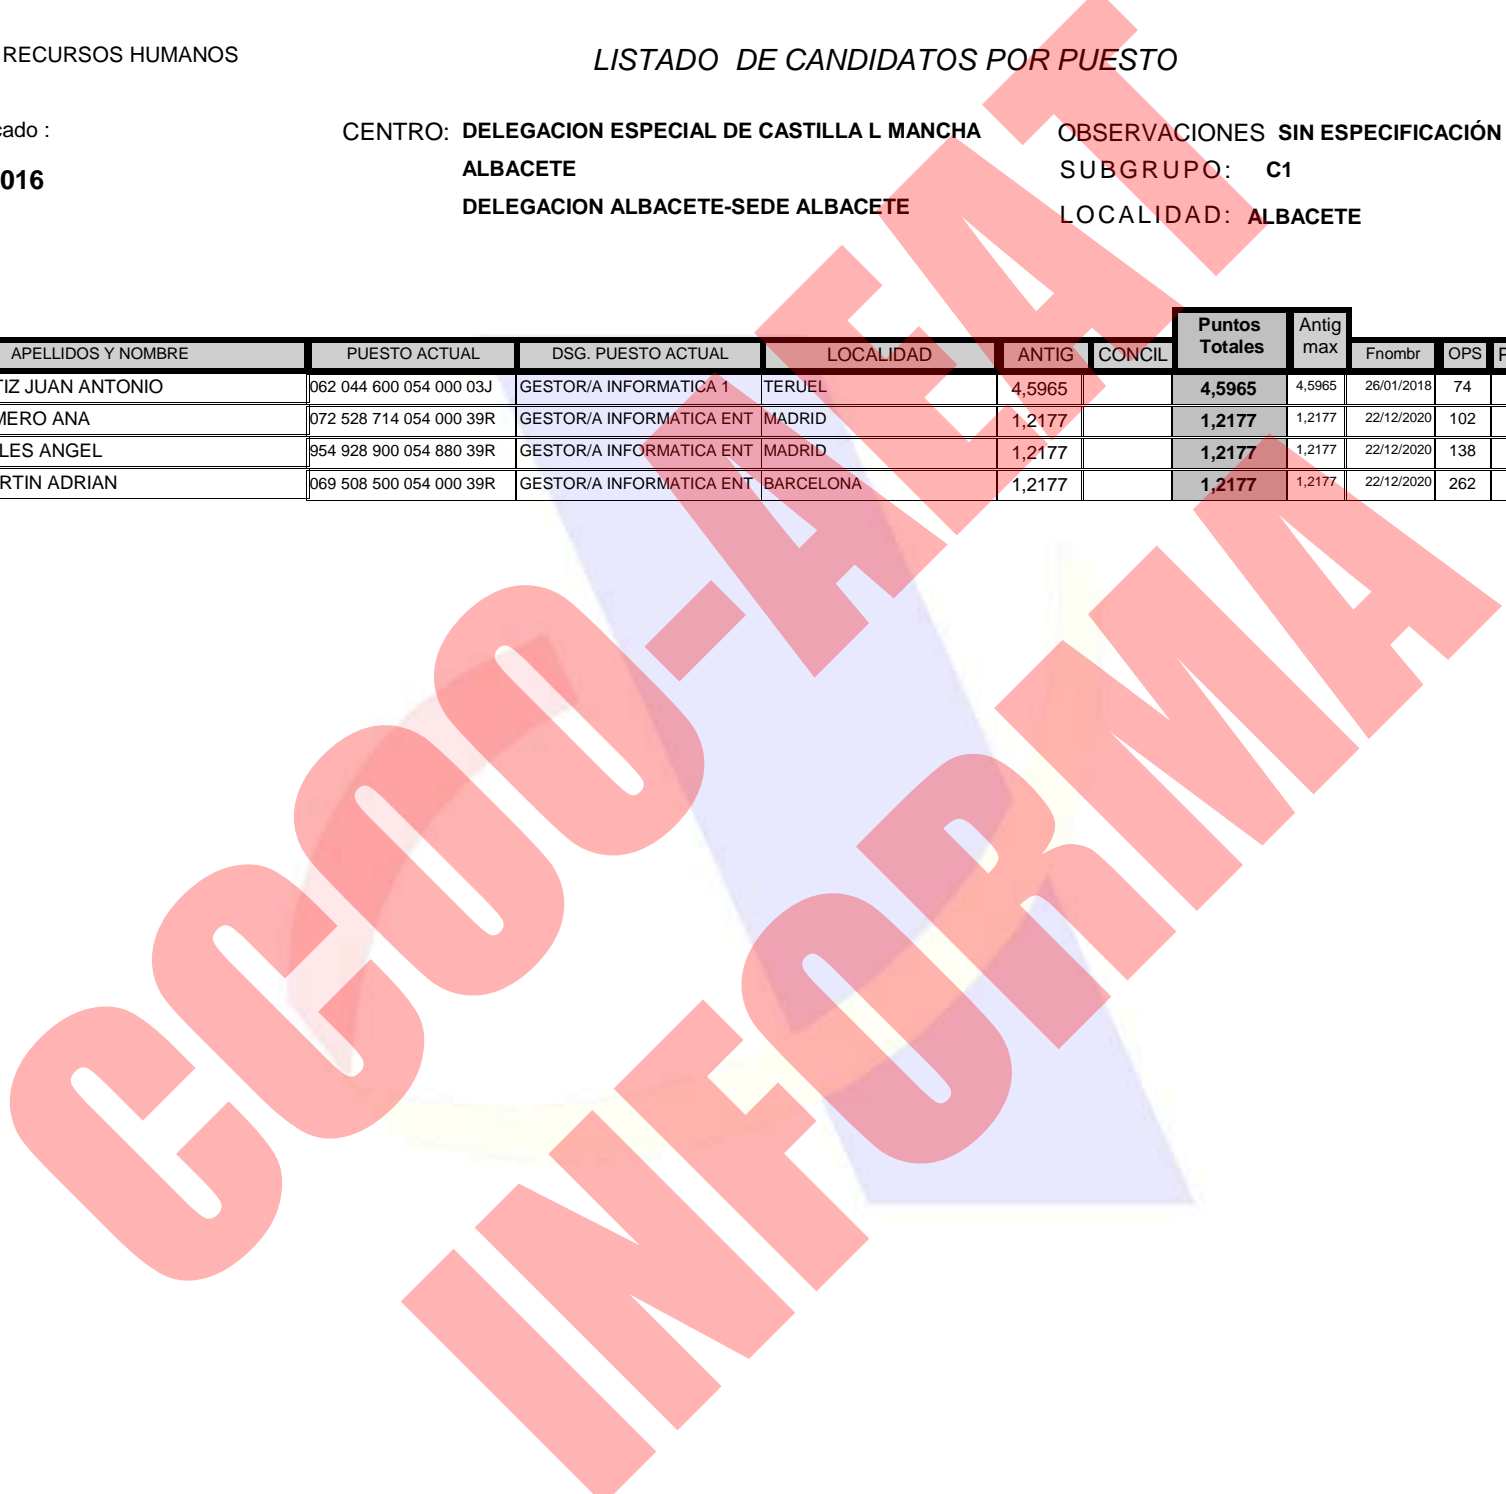 RECURSOS HUMANOS
LISTADO DE CANDIDATOS POR PUESTO
cado :
016
CENTRO: DELEGACION ESPECIAL DE CASTILLA L MANCHA
ALBACETE
DELEGACION ALBACETE-SEDE ALBACETE
OBSERVACIONES SIN ESPECIFICACIÓN
SUBGRUPO: C1
LOCALIDAD: ALBACETE
APELLIDOS Y NOMBRE PUESTO ACTUAL DSG. PUESTO ACTUAL LOCALIDAD ANTIG CONCIL Puntos Totales Antig max Fnombr OPS P
TIZ JUAN ANTONIO 062 044 600 054 000 03J GESTOR/A INFORMATICA 1 TERUEL 4,5965 4,5965 4,5965 26/01/2018 74
MERO ANA 072 528 714 054 000 39R GESTOR/A INFORMATICA ENT MADRID 1,2177 1,2177 1,2177 22/12/2020 102
LES ANGEL 954 928 900 054 880 39R GESTOR/A INFORMATICA ENT MADRID 1,2177 1,2177 1,2177 22/12/2020 138
RTIN ADRIAN 069 508 500 054 000 39R GESTOR/A INFORMATICA ENT BARCELONA 1,2177 1,2177 1,2177 22/12/2020 262
CCOO-AEAT
INFORMA